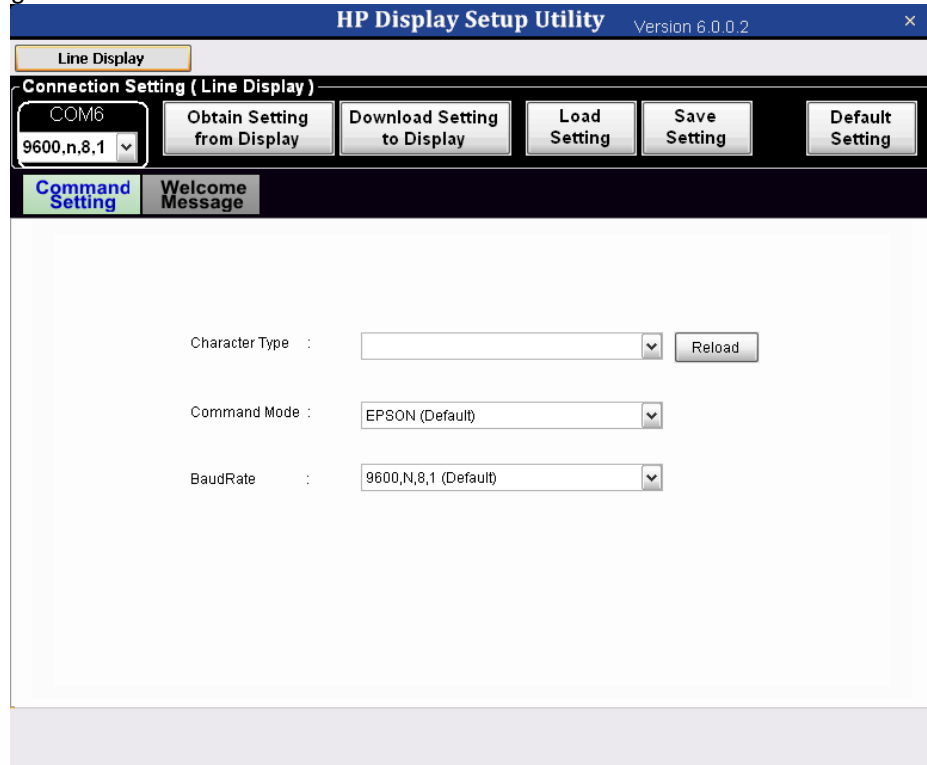 HP Display Setup Utility Version 6.0.0.2 ×
Line Display
Connection Setting ( Line Display )
COM6
9600,n,8,1
Obtain Setting
from Display
Download Setting
to Display
Load
Setting
Save
Setting
Default
Setting
Command
Setting
Welcome
Message
Character Type :
Reload
Command Mode : EPSON (Default)
BaudRate : 9600,N,8,1 (Default)